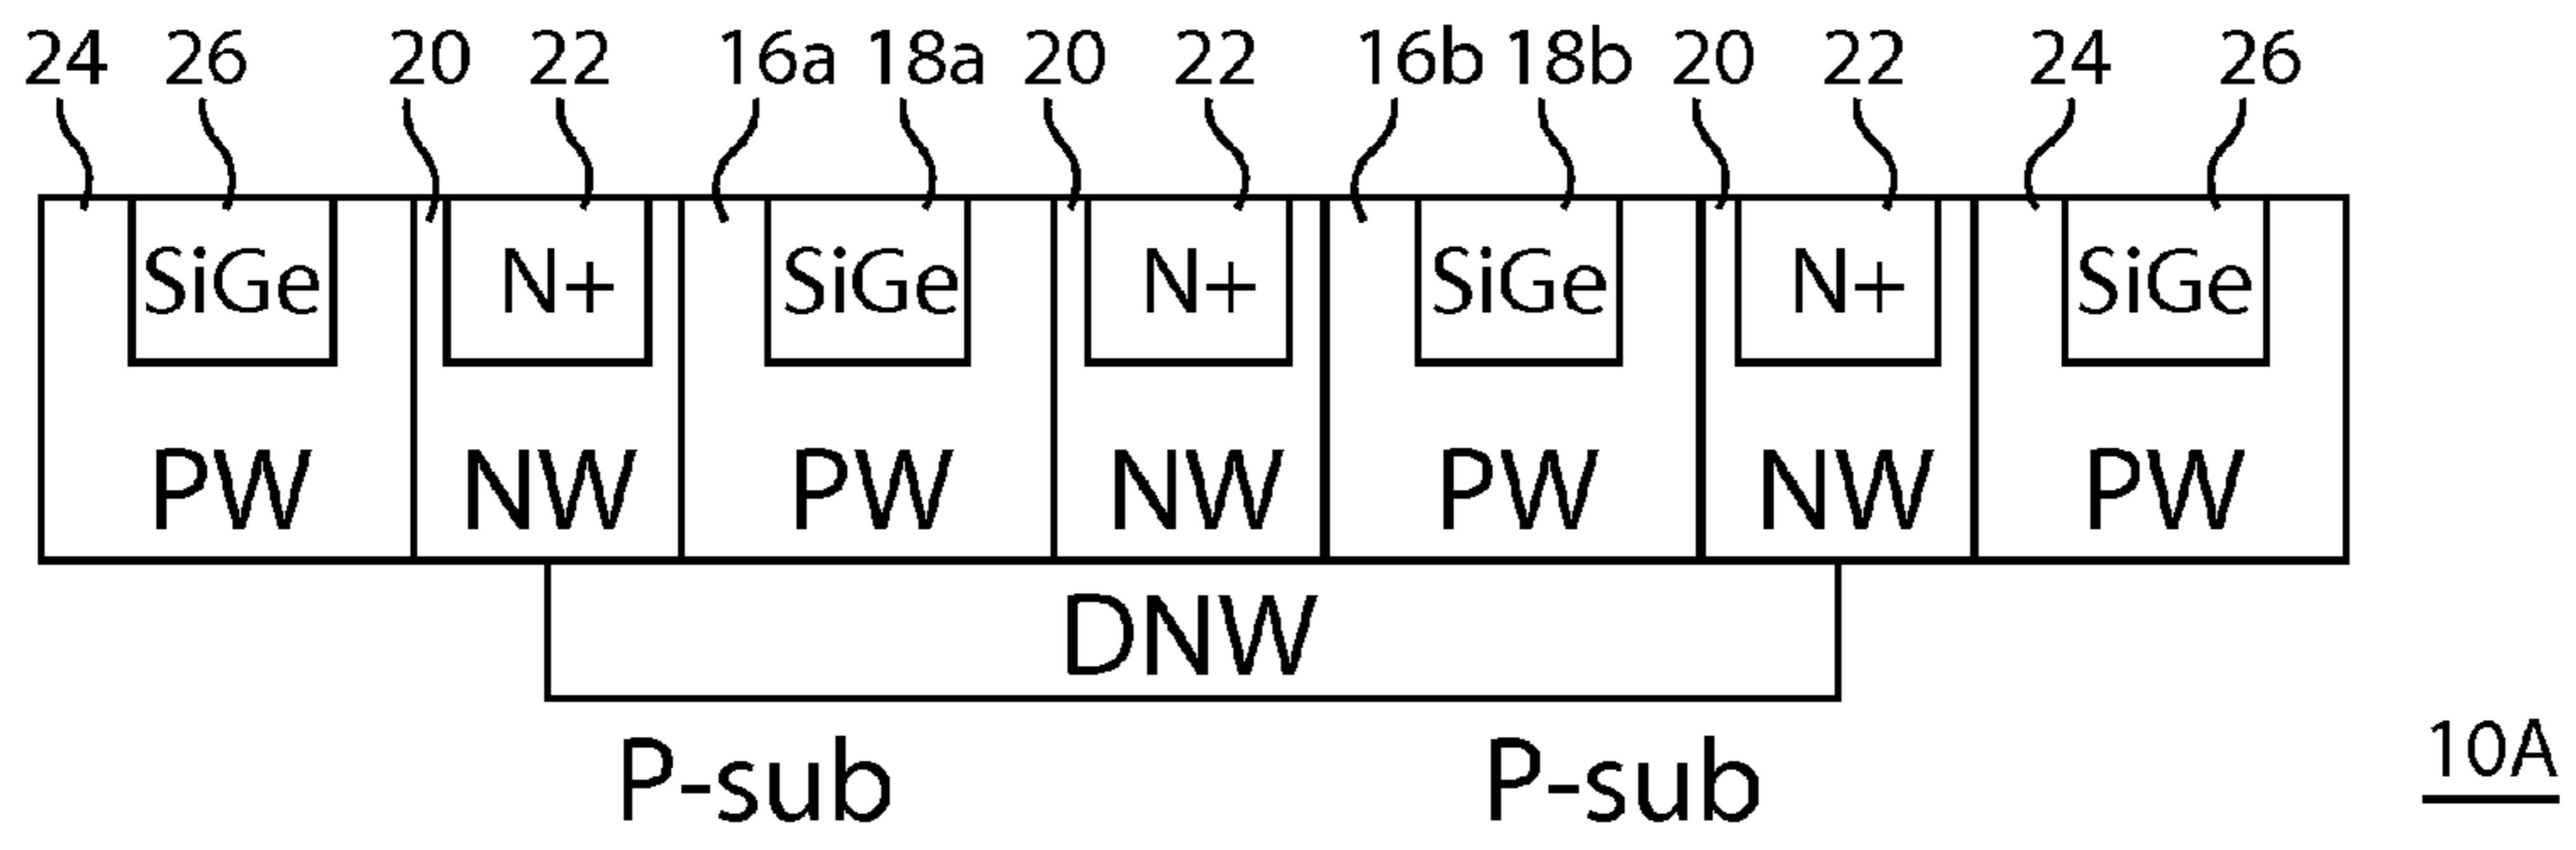 24 26 20 22 16a 18a 20 22 16b 18b 20 22 24 26
SiGe N+ SiGe N+ SiGe N+ SiGe
PW NW PW NW PW NW PW
DNW
P-sub P-sub
10A